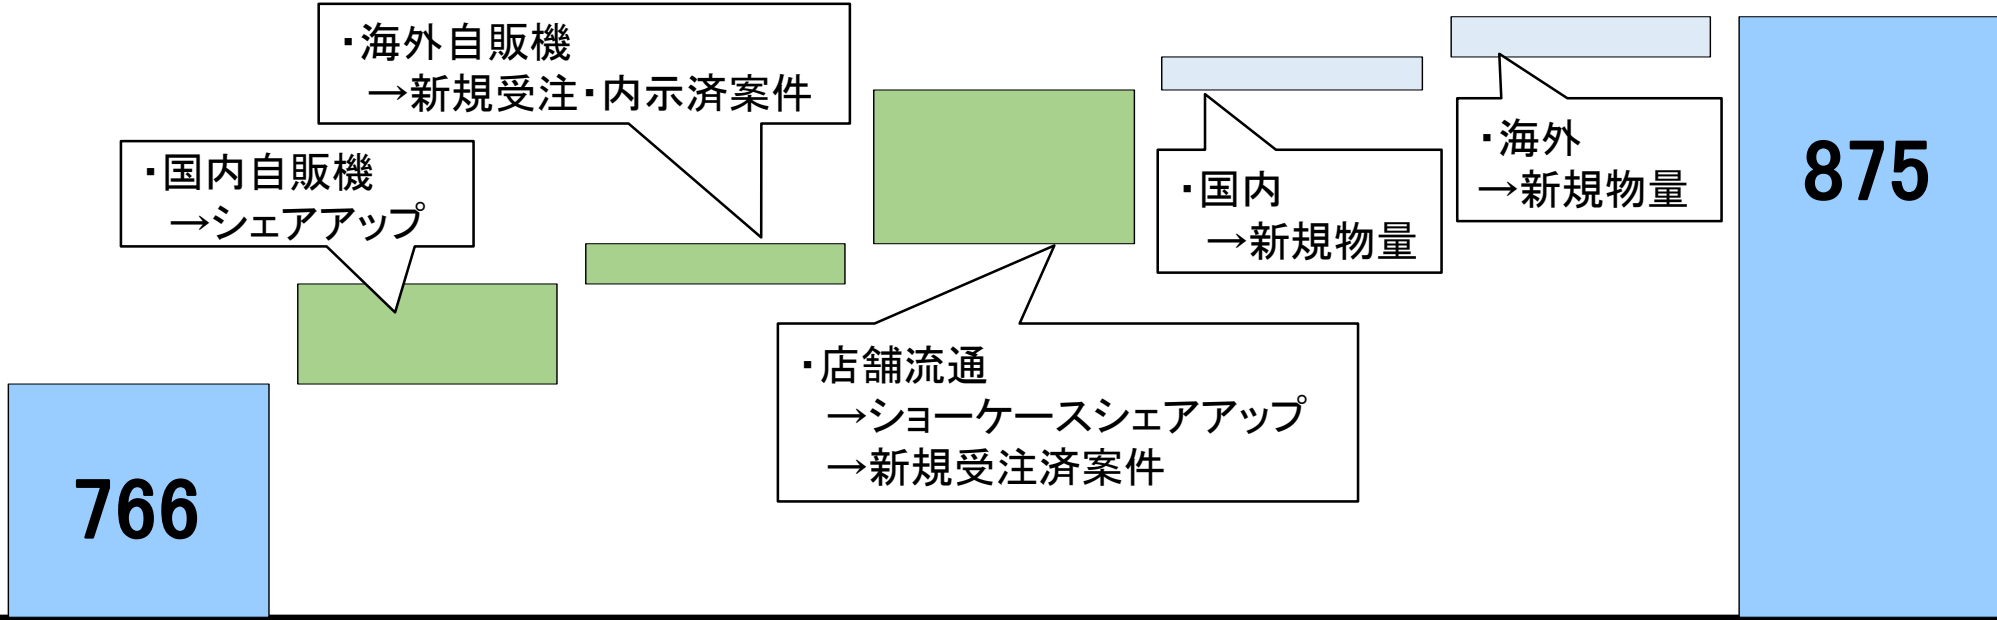 ・海外自販機
→新規受注・内示済案件
・国内自販機
→シェアアップ
・国内
→新規物量
・海外
→新規物量
875
・店舗流通
→ショーケースシェアアップ
→新規受注済案件
766